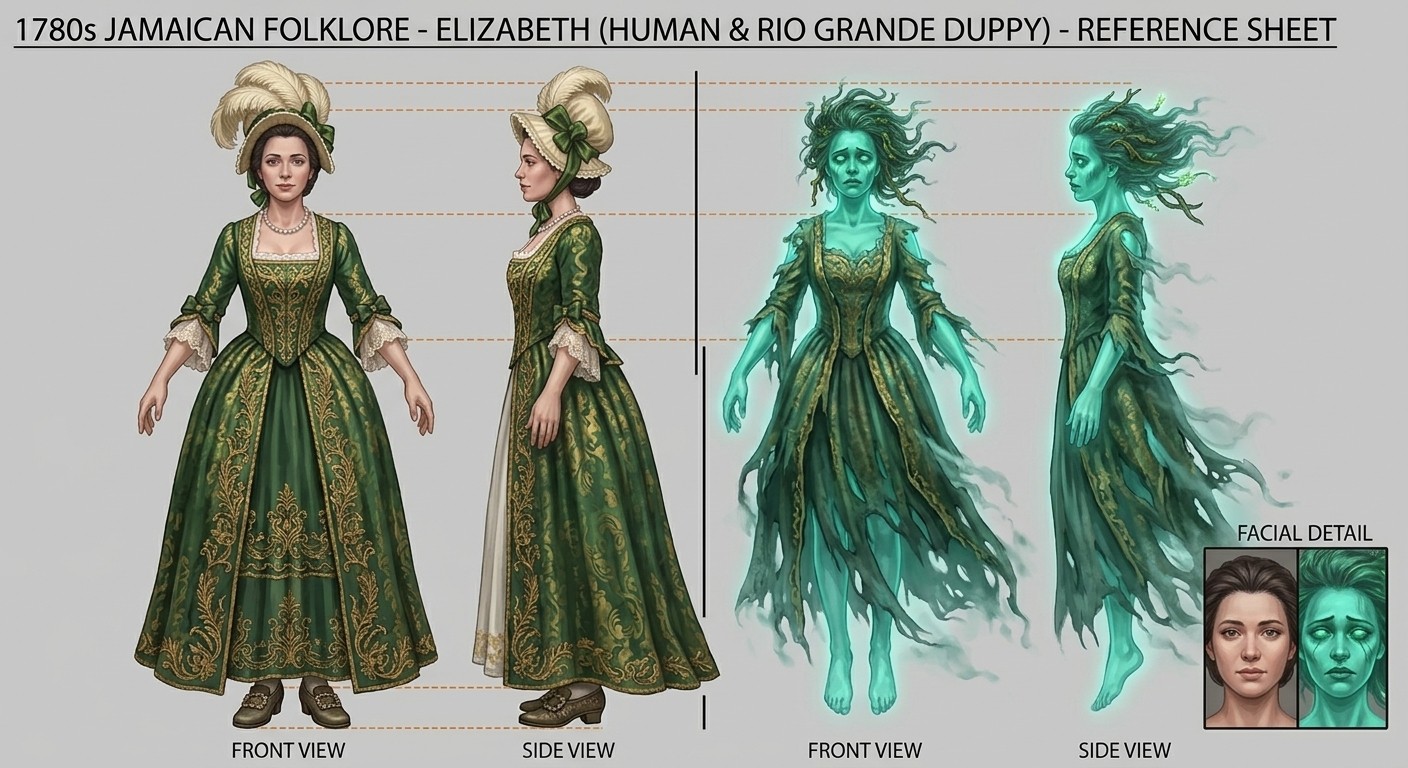 1780s JAMAICAN FOLKLORE - ELIZABETH (HUMAN & RIO GRANDE DUPPY) - REFERENCE SHEET
FACIAL DETAIL
FRONT VIEW
SIDE VIEW
FRONT VIEW
SIDE VIEW